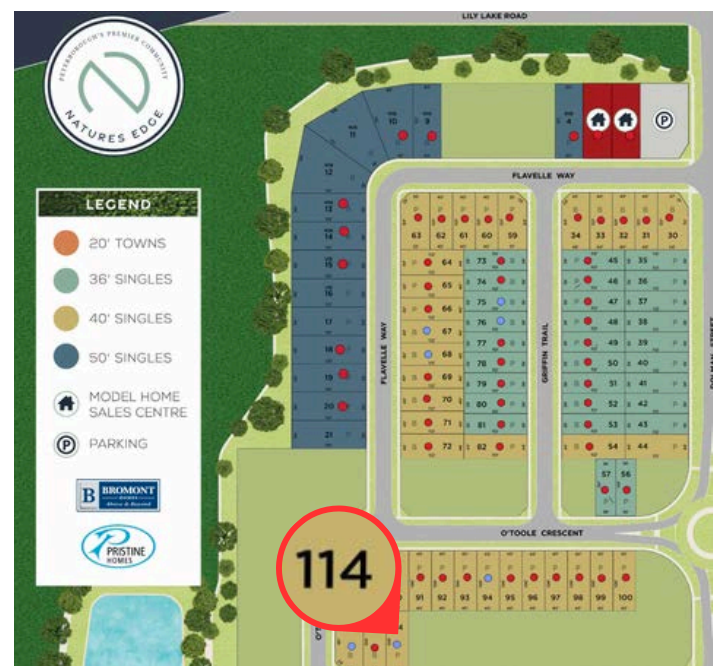 LILY LAKE ROAD
PETERBOROUGH'S PREMIER COMMUNITY
NATURES EDGE
LEGEND
20' TOWNS
36' SINGLES
40' SINGLES
50' SINGLES
MODEL HOME
SALES CENTRE
P PARKING
B BROMONT
HOMES
Above & Beyond
PRISTINE
HOMES
9
10
11
12
13
14
15
16
17
18
19
20
21
4
P
FLAVELLE WAY
63 62 61 60 59
34 33 32 31 30
64 73
65 74
66 75
67 76
68 77
69 78
70 79
71 80
72 81
82
45 35
46 36
47 37
48 38
49 39
50 40
51 41
52 42
53 43
54 44
57 56
FLAVELLE WAY
GRIFFIN TRAIL
DOLMAN STREET
O'TOOLE CRESCENT
114
91 92 93 94 95 96 97 98 99 100